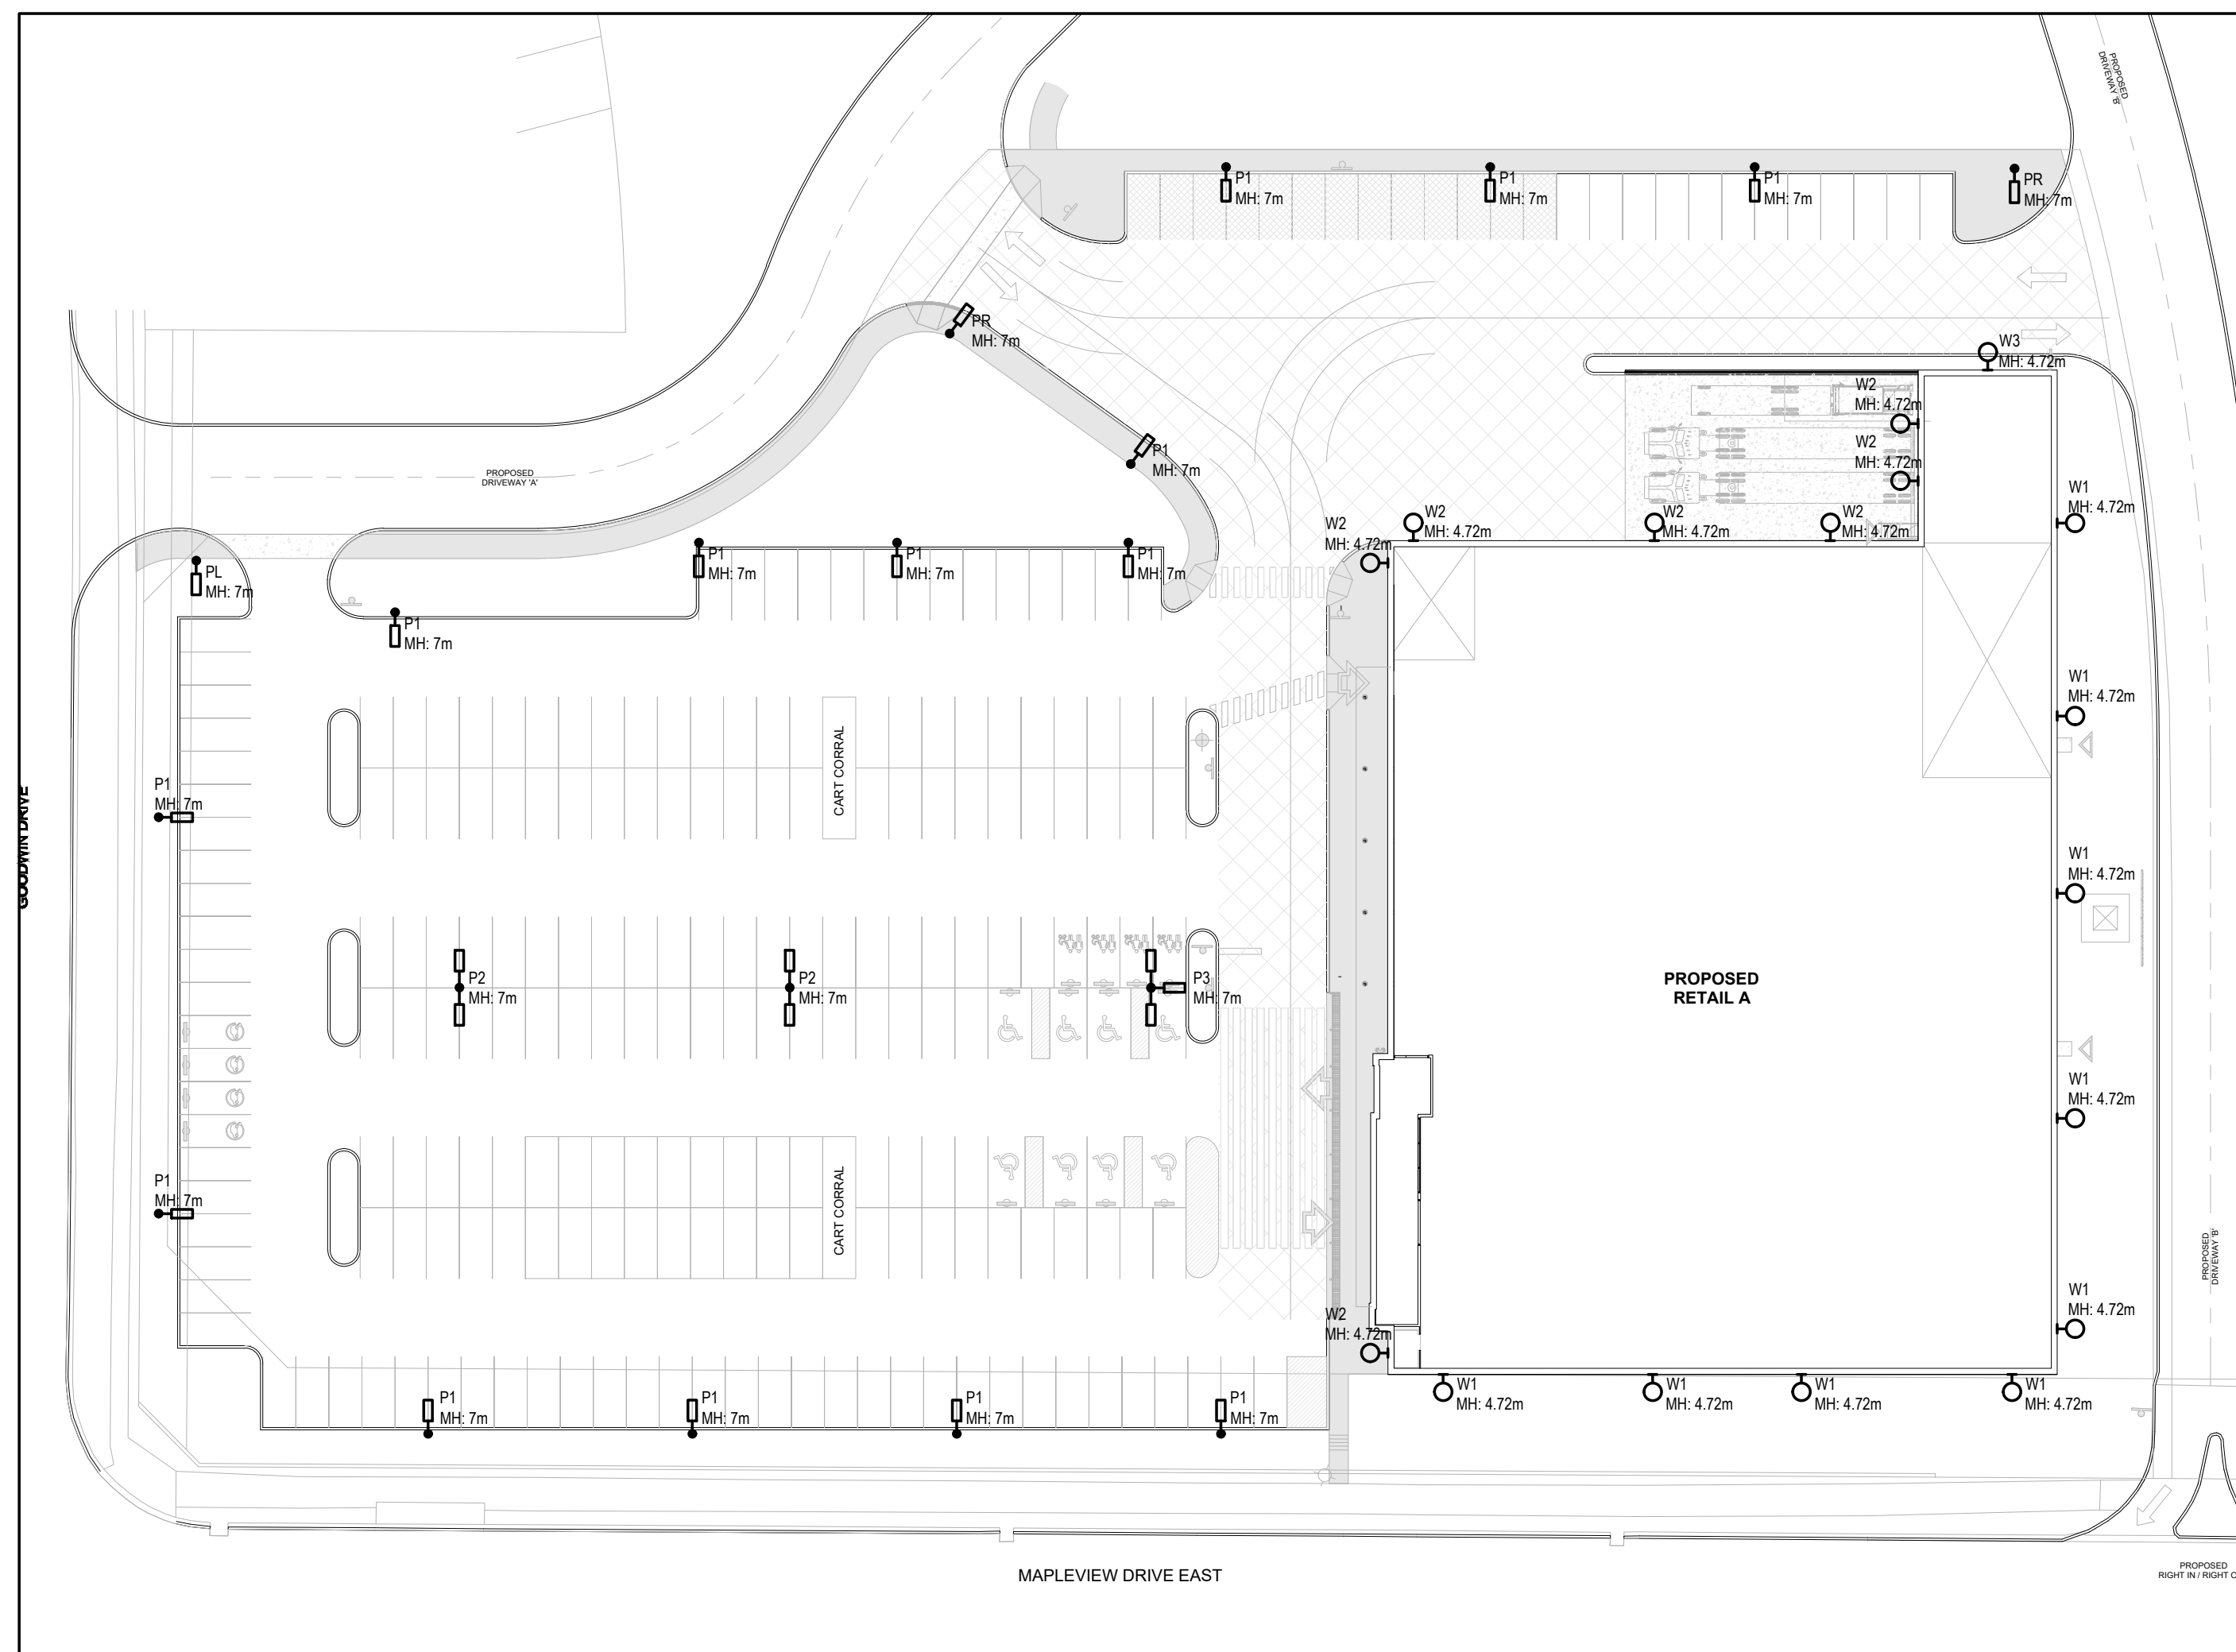 PROPOSED
DRIVEWAY 'B'
P1
MH: 7m
P1
MH: 7m
P1
MH: 7m
PR
MH: 7m
PR
MH: 7m
W3
MH: 4.72m
W2
MH: 4.72m
W2
MH: 4.72m
P1
MH: 7m
PROPOSED
DRIVEWAY 'A'
W1
MH: 4.72m
W2
MH: 4.72m
W2
MH: 4.72m
W2
MH: 4.72m
W2
MH: 4.72m
P1
MH: 7m
P1
MH: 7m
P1
MH: 7m
PL
MH: 7m
P1
MH: 7m
W1
MH: 4.72m
CART CORRAL
P1
MH: 7m
GOODWIN DRIVE
W1
MH: 4.72m
P2
MH: 7m
P2
MH: 7m
P3
MH: 7m
PROPOSED
RETAIL A
W1
MH: 4.72m
P1
MH: 7m
CART CORRAL
PROPOSED
DRIVEWAY 'B'
W1
MH: 4.72m
W2
MH: 4.72m
P1
MH: 7m
P1
MH: 7m
P1
MH: 7m
P1
MH: 7m
W1
MH: 4.72m
W1
MH: 4.72m
W1
MH: 4.72m
W1
MH: 4.72m
MAPLEVIEW DRIVE EAST
PROPOSED
RIGHT IN / RIGHT O